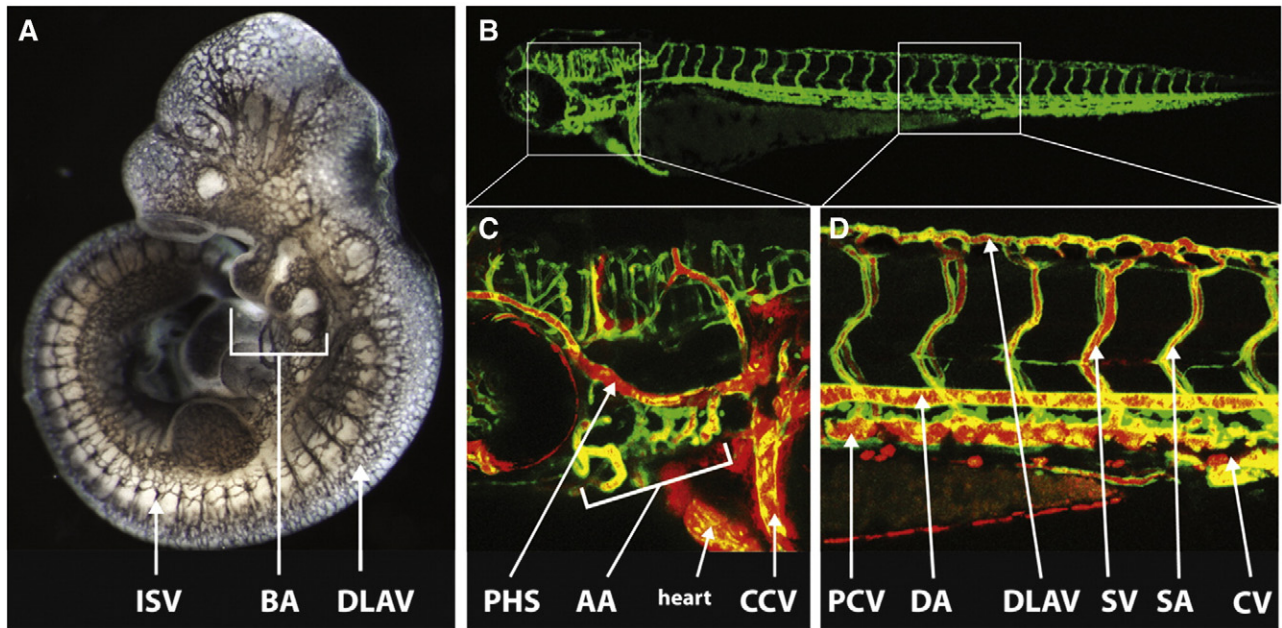 A
B
C
D
ISV BA DLAV
PHS AA heart CCV
PCV DA DLAV SV SA CV